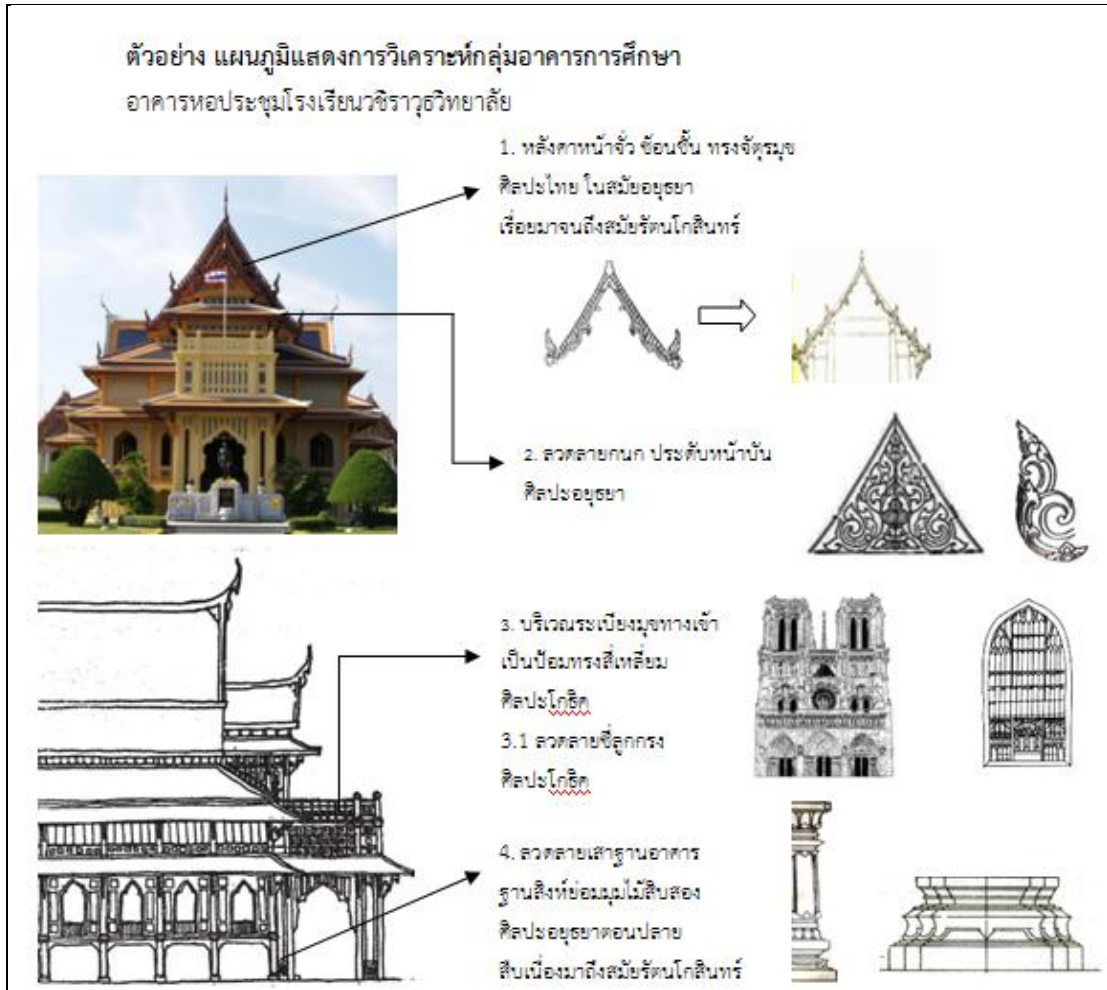 ตัวอย่าง แผนภูมิแสดงการวิเคราะห์กลุ่มอาคารการศึกษา
อาคารหอประชุมโรงเรียนวชิราวุธวิทยาลัย
1. หลังคาหน้าจั่ว ซ้อนชั้น ทรงจัตุรมุข
ศิลปะไทย ในสมัยอยุธยา
เรื่อยมาจนถึงสมัยรัตนโกสินทร์
2. ลวดลายกนก ประดับหน้าบัน
ศิลปะอยุธยา
3. บริเวณระเบียงมุขทางเข้า
เป็นป้อมทรงสี่เหลี่ยม
ศิลปะโกธิค
3.1 ลวดลายซี่ลูกกรง
ศิลปะโกธิค
4. ลวดลายเสาฐานอาคาร
ฐานสิงห์ย่อมมุมไม้สิบสอง
ศิลปะอยุธยาตอนปลาย
สืบเนื่องมาถึงสมัยรัตนโกสินทร์